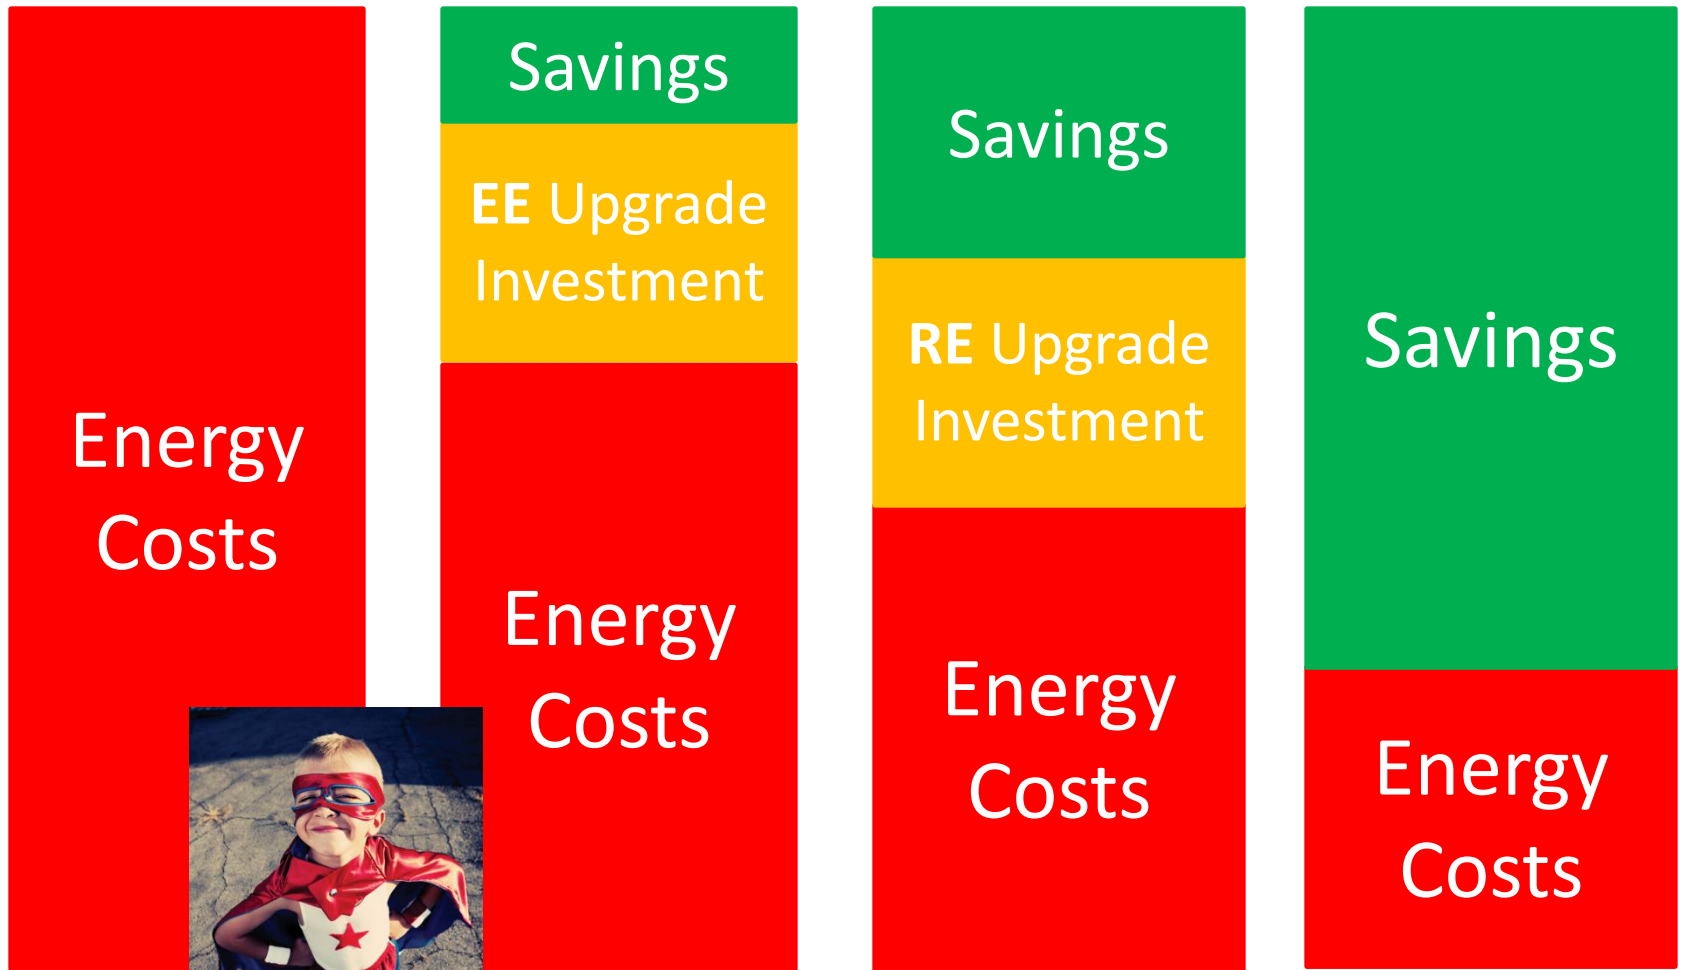 Energy
Costs
Savings
EE Upgrade
Investment
Energy
Costs
Savings
RE Upgrade
Investment
Energy
Costs
Savings
Energy
Costs